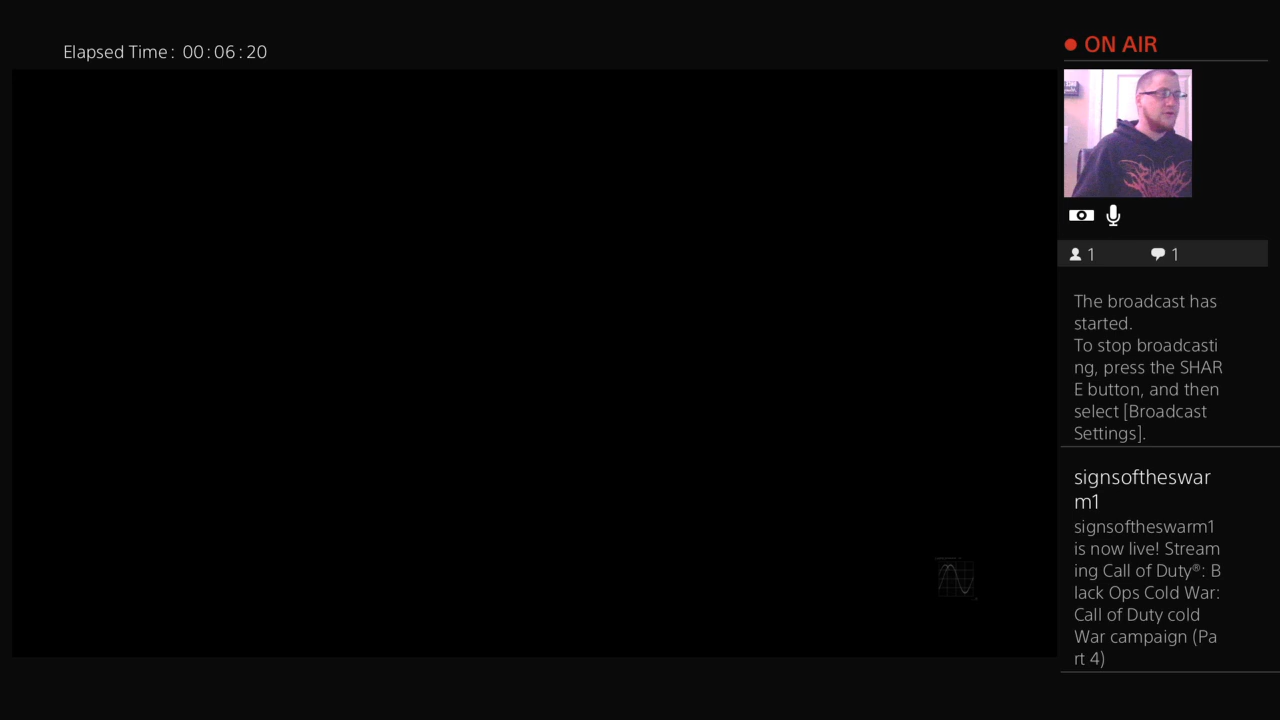 Elapsed Time: 00:06:20
ON AIR
1 1
The broadcast has
started.
To stop broadcasti
ng, press the SHAR
E button, and then
select [Broadcast
Settings].
signsoftheswar
m1
signsoftheswarm1
is now live! Stream
ing Call of Duty®: B
lack Ops Cold War:
Call of Duty cold
War campaign (Pa
rt 4)